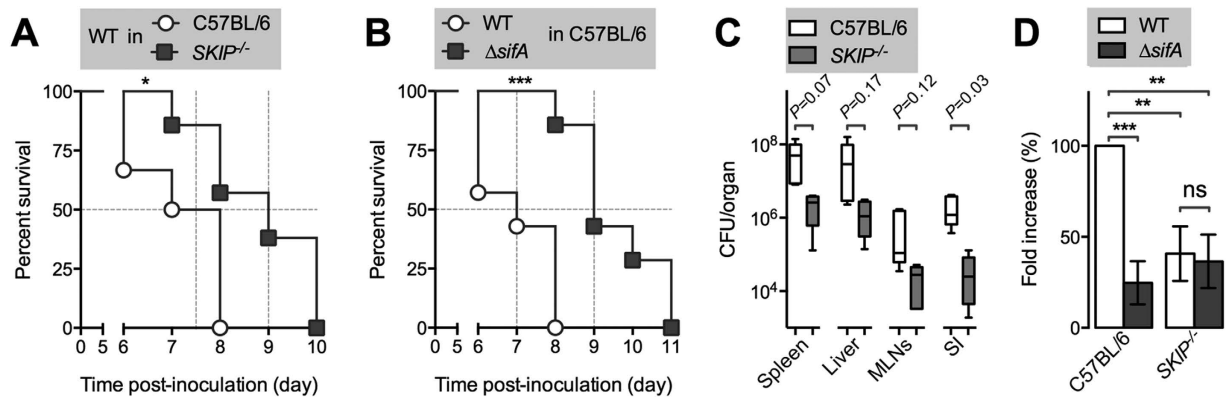 A
WT in
C57BL/6
SKIP-/-
*
100
75
50
25
0
Percent survival
0 5 6 7 8 9 10
Time post-inoculation (day)
B
WT
ΔsifA
in C57BL/6
***
100
75
50
25
0
Percent survival
0 5 6 7 8 9 10 11
Time post-inoculation (day)
C
C57BL/6
SKIP-/-
P=0.07
P=0.17
P=0.12
P=0.03
10^8
10^6
10^4
CFU/organ
Spleen
Liver
MLNs
SI
D
WT
ΔsifA
**
**
***
ns
100
50
0
Fold increase (%)
C57BL/6
SKIP-/-